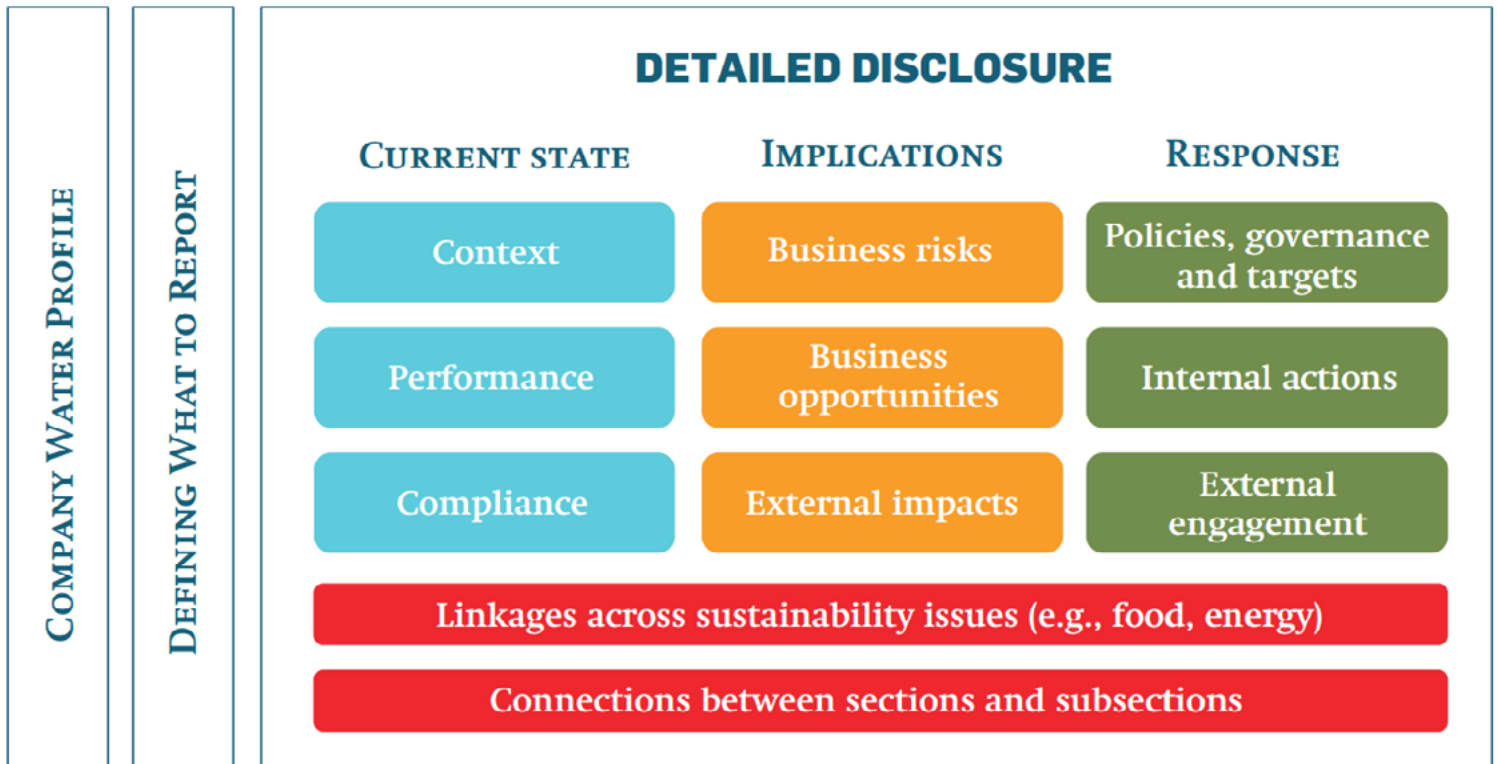 COMPANY WATER PROFILE
DEFINING WHAT TO REPORT
DETAILED DISCLOSURE
CURRENT STATE
IMPLICATIONS
RESPONSE
Context
Business risks
Policies, governance
and targets
Performance
Business
opportunities
Internal actions
Compliance
External impacts
External
engagement
Linkages across sustainability issues (e.g., food, energy)
Connections between sections and subsections